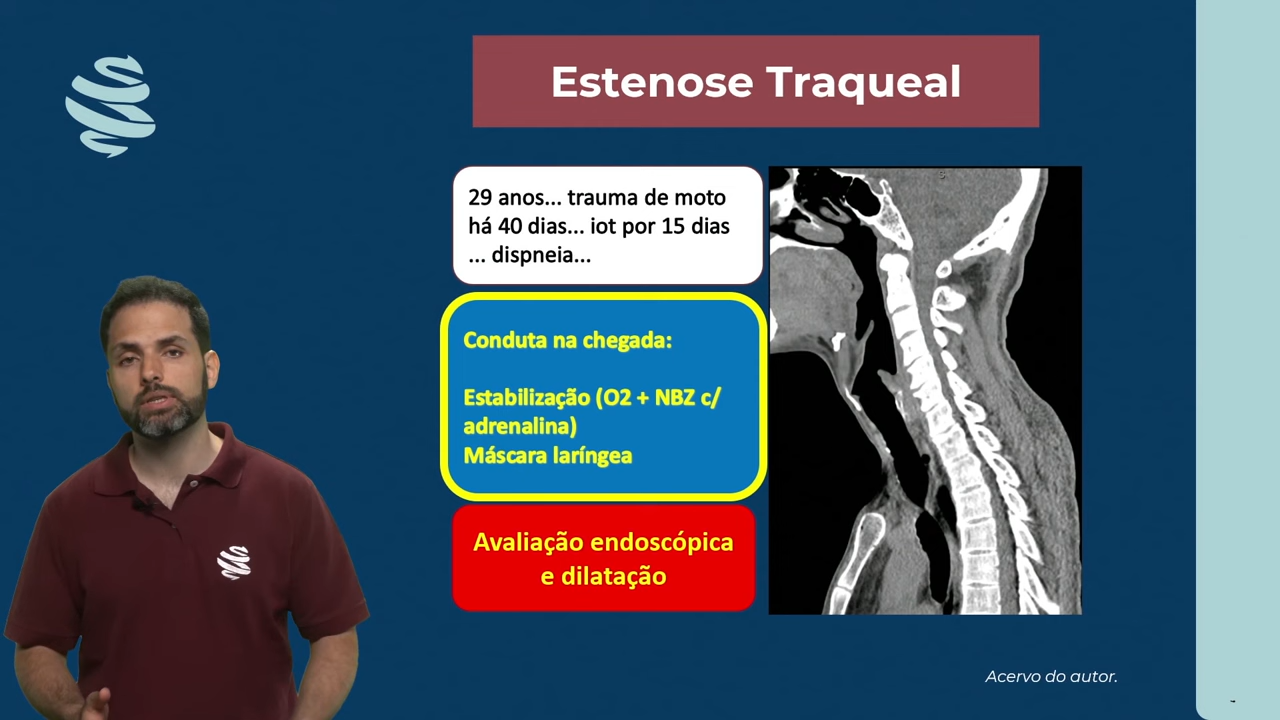 Estenose Traqueal
29 anos... trauma de moto
há 40 dias... iot por 15 dias
... dispneia...
Conduta na chegada:
Estabilização (O2 + NBZ c/
adrenalina)
Máscara laríngea
Avaliação endoscópica
e dilatação
Acervo do autor.